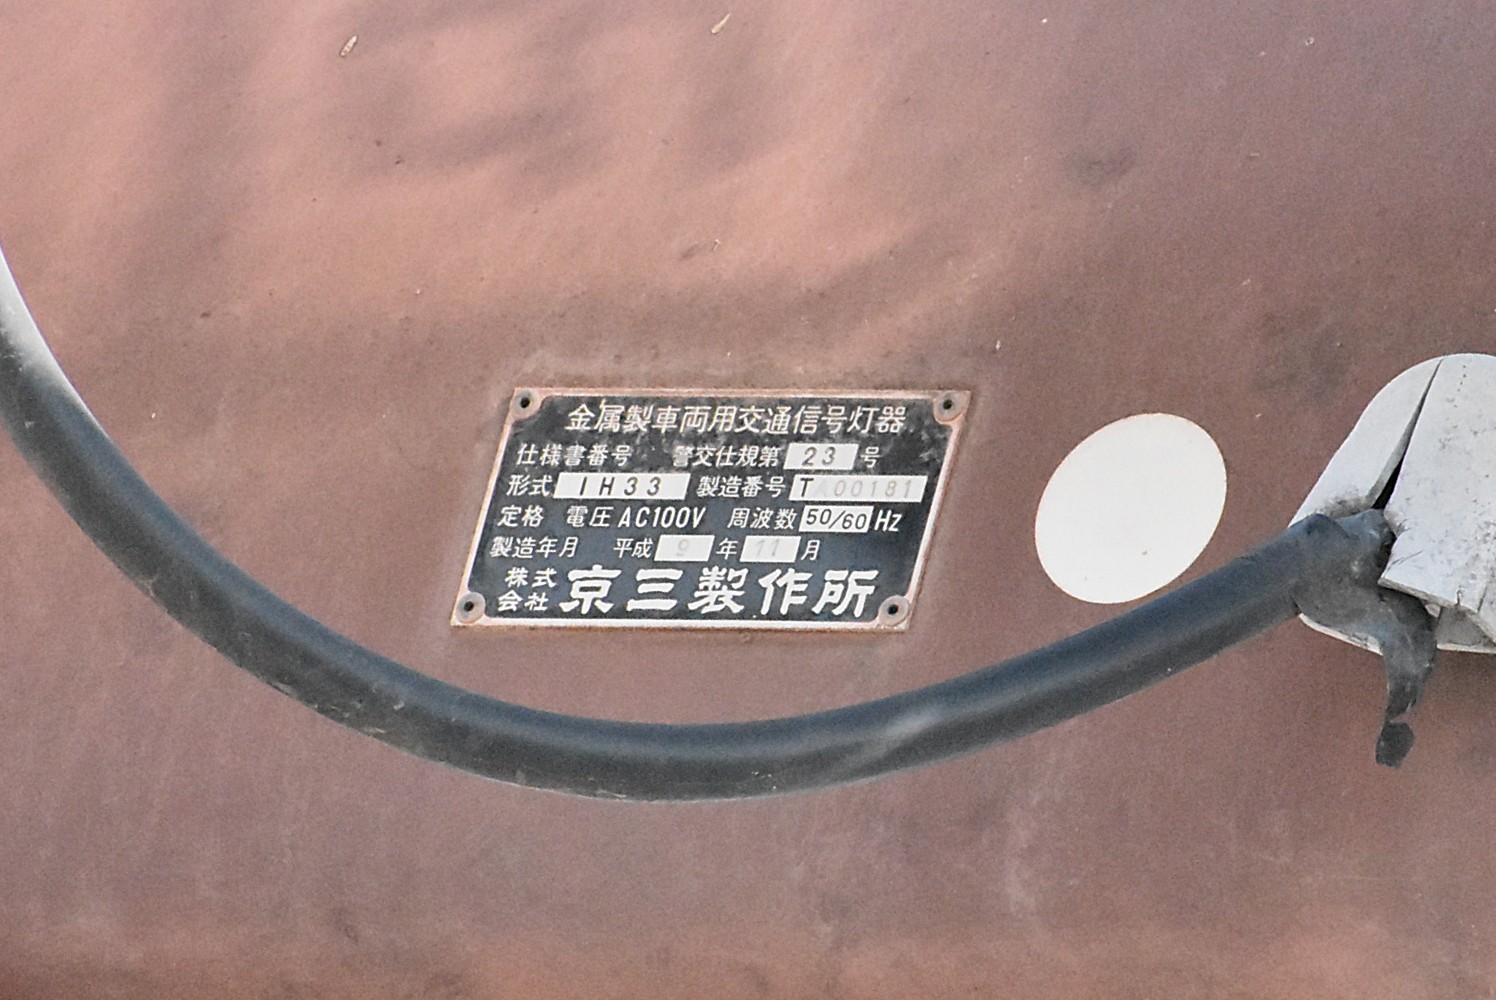 金属製車両用交通信号灯器
仕様書番号 警交仕規第 23 号
形式 1H33 製造番号 TA00181
定格 電圧 AC100V 周波数 50/60 Hz
製造年月 平成 9 年 11 月
株式会社 京三製作所